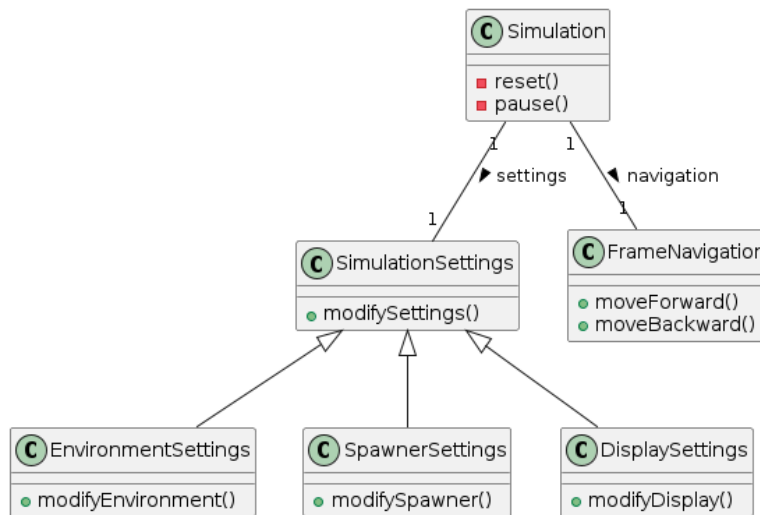 C Simulation
reset()
pause()
1 1
settings navigation
1 1
C SimulationSettings
modifySettings()
C FrameNavigation
moveForward()
moveBackward()
C EnvironmentSettings
modifyEnvironment()
C SpawnerSettings
modifySpawner()
C DisplaySettings
modifyDisplay()